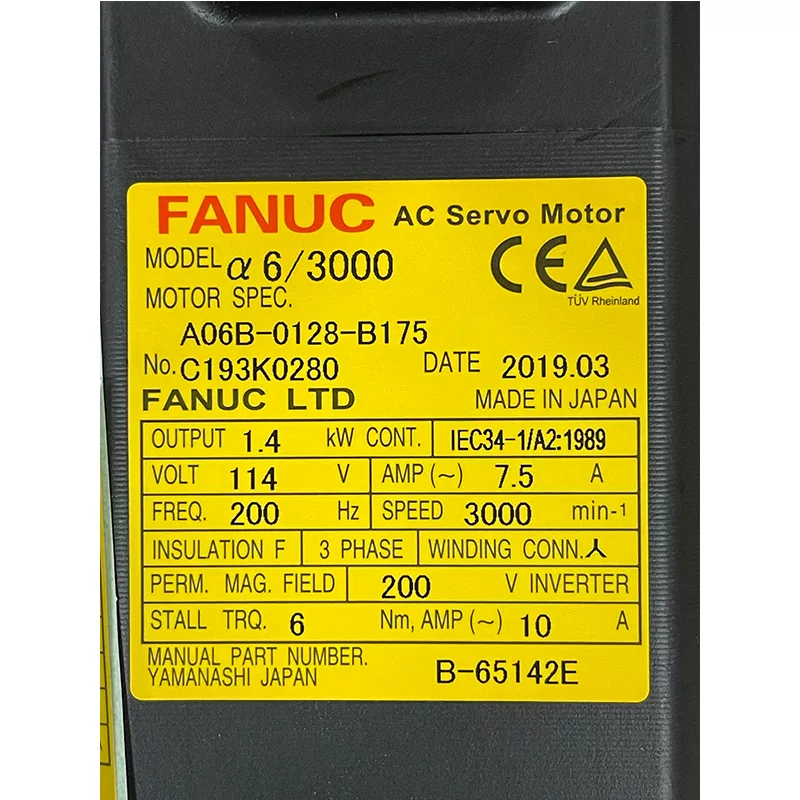 FANUC AC Servo Motor
MODEL α6/3000
CE
TÜV Rheinland
MOTOR SPEC.
A06B-0128-B175
No. C193K0280 DATE 2019.03
FANUC LTD MADE IN JAPAN
OUTPUT 1.4 kW CONT. IEC34-1/A2:1989
VOLT 114 V AMP (~) 7.5 A
FREQ. 200 Hz SPEED 3000 min-1
INSULATION F 3 PHASE WINDING CONN.
PERM. MAG. FIELD 200 V INVERTER
STALL TRQ. 6 Nm, AMP (~) 10 A
MANUAL PART NUMBER. B-65142E
YAMANASHI JAPAN